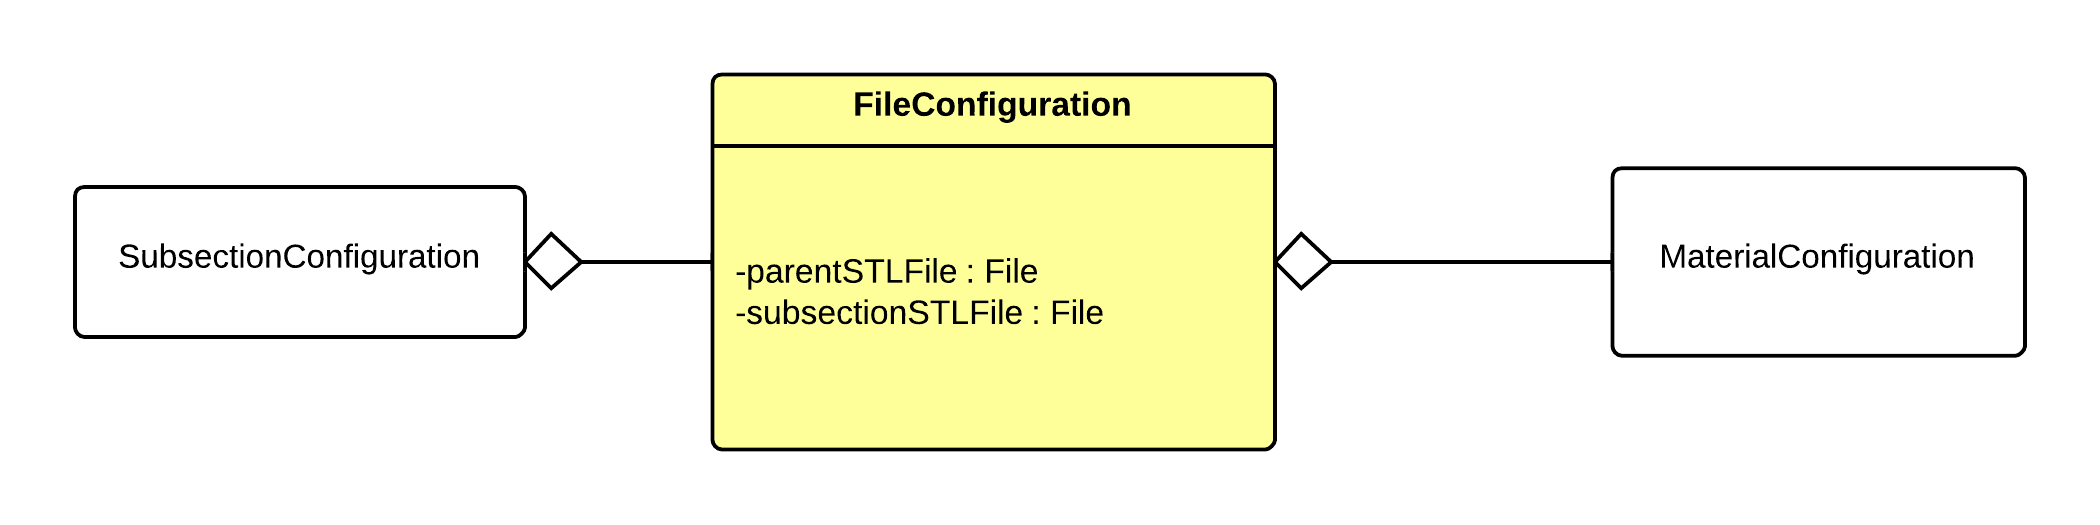 FileConfiguration
SubsectionConfiguration
-parentSTLFile : File
-subsectionSTLFile : File
MaterialConfiguration